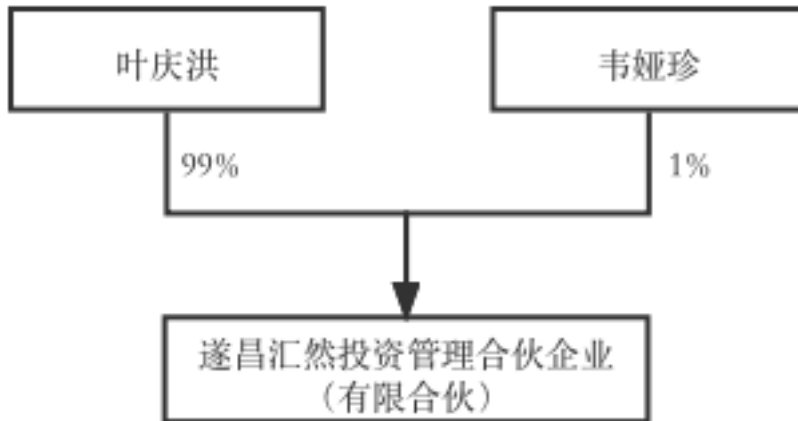 叶庆洪
韦娅珍
99%
1%
遂昌汇然投资管理合伙企业
（有限合伙）